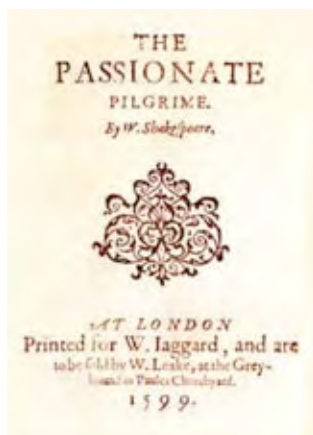 THE
PASSIONATE
PILGRIME.
By W. Shakespeare.
AT LONDON
Printed for W. Iaggard, and are
to be sold by W. Leake, at the Grey-
hound in Paules Churchyard.
1599.